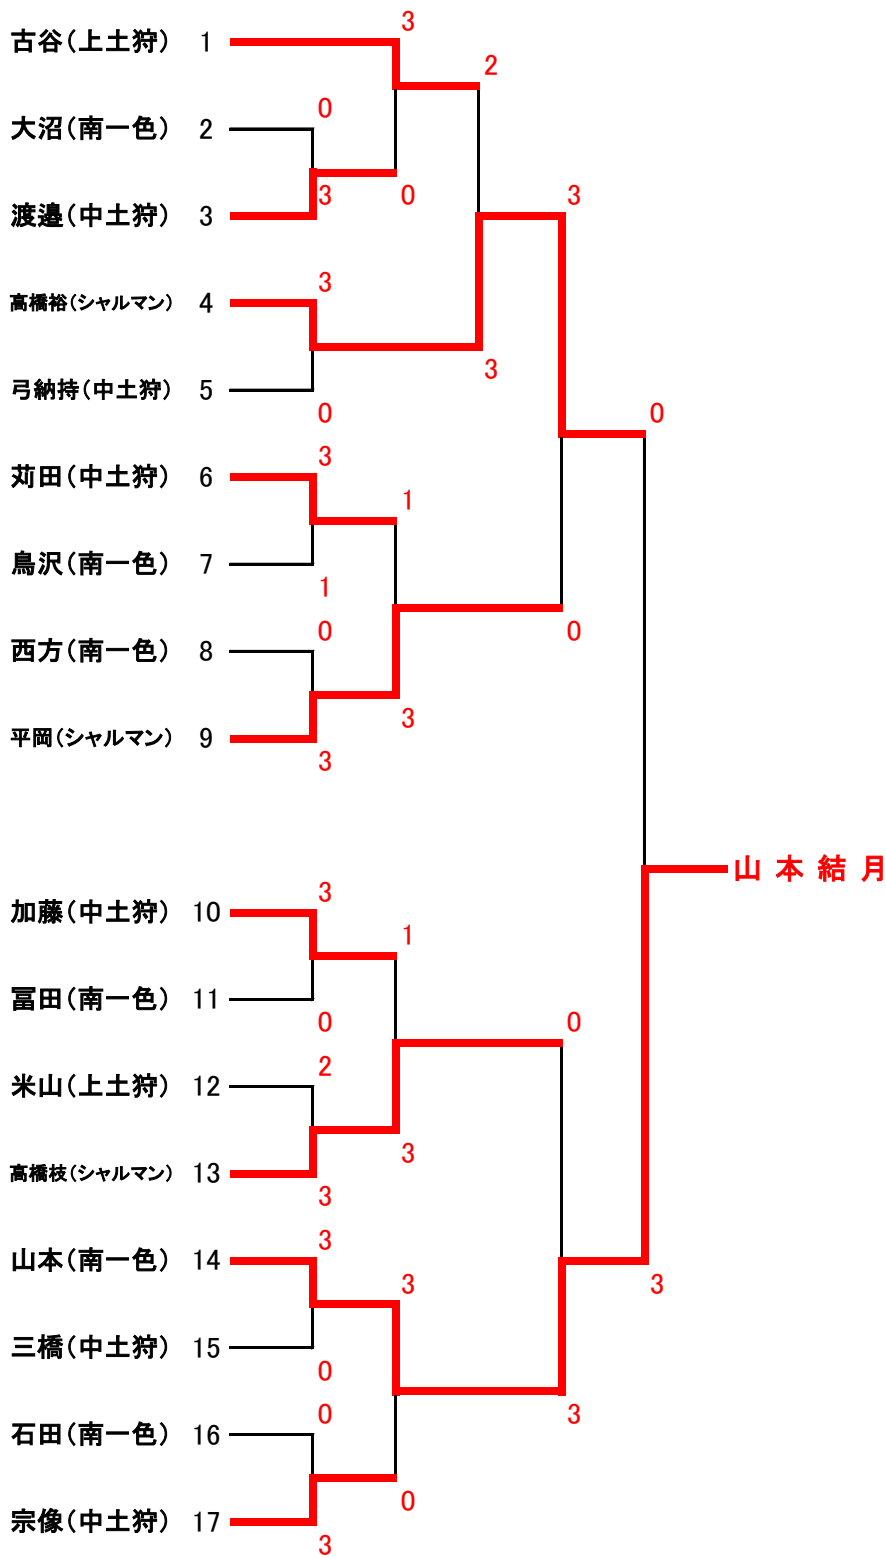 古谷(上土狩) 1
3
2
大沼(南一色) 2
0
渡邉(中土狩) 3
3
0
3
高橋裕(シャルマン) 4
3
3
弓納持(中土狩) 5
0
0
苅田(中土狩) 6
3
1
鳥沢(南一色) 7
1
西方(南一色) 8
0
0
平岡(シャルマン) 9
3
3
山本結月
加藤(中土狩) 10
3
1
冨田(南一色) 11
0
0
米山(上土狩) 12
2
高橋枝(シャルマン) 13
3
3
山本(南一色) 14
3
3
3
三橋(中土狩) 15
0
石田(南一色) 16
0
3
宗像(中土狩) 17
3
0